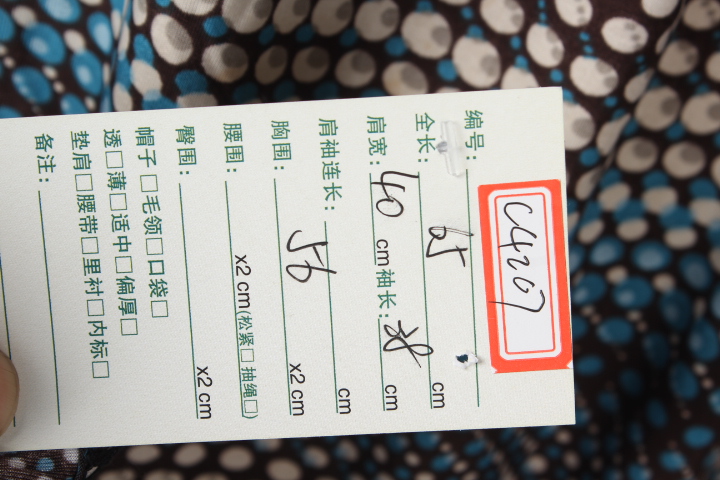 编号: C4207
全长: 65 cm
肩宽: 40 cm 袖长: cm
肩袖连长: cm
胸围: 56 x2 cm
腰围: x2 cm(松紧□ 抽绳□)
臀围: x2 cm
帽子□毛领□口袋□
透□薄□适中□偏厚□
垫肩□腰带□里衬□内标□
备注: